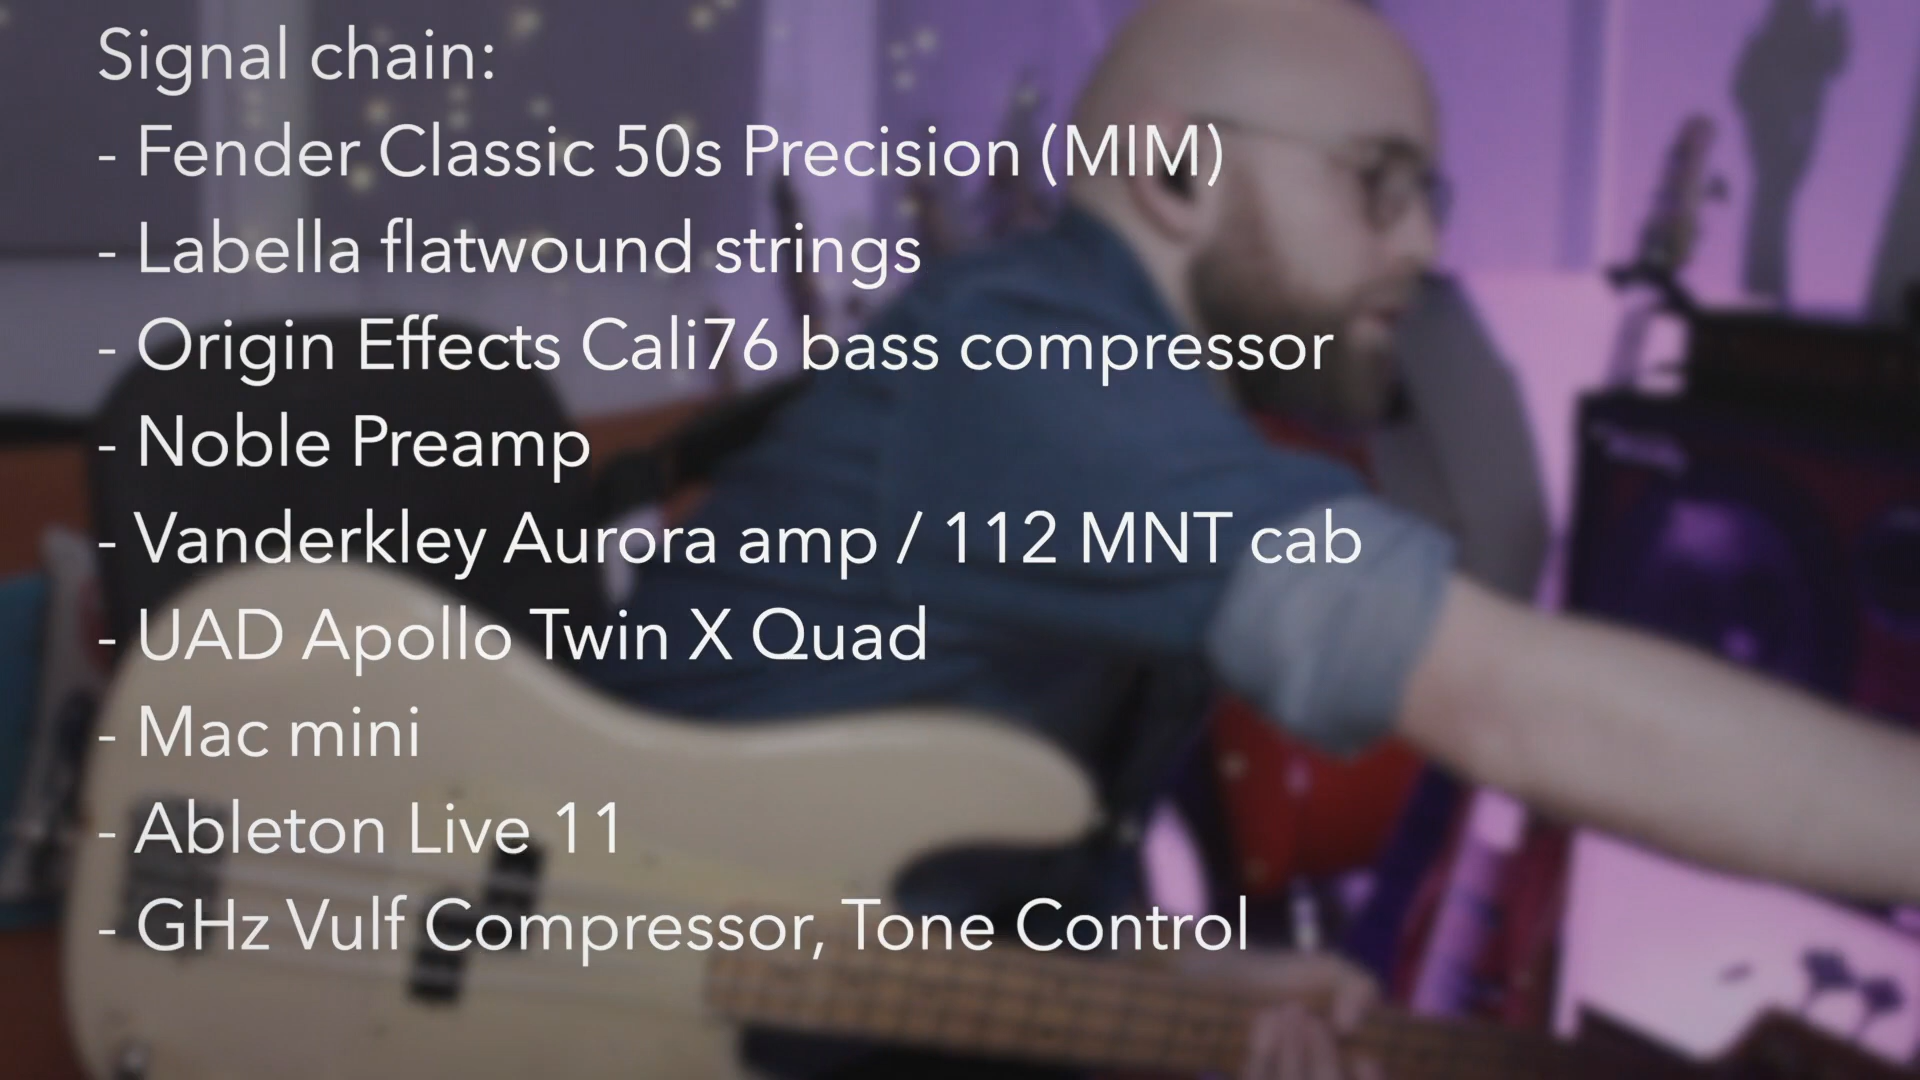 Signal chain:
- Fender Classic 50s Precision (MIM)
- Labella flatwound strings
- Origin Effects Cali76 bass compressor
- Noble Preamp
- Vanderkley Aurora amp / 112 MNT cab
- UAD Apollo Twin X Quad
- Mac mini
- Ableton Live 11
- GHz Vulf Compressor, Tone Control